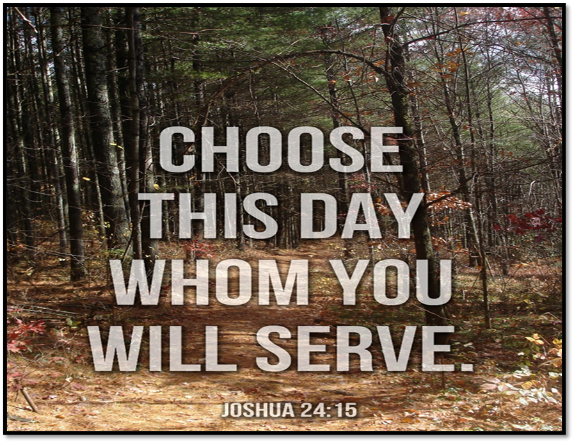 CHOOSE
THIS DAY
WHOM YOU
WILL SERVE.
JOSHUA 24:15